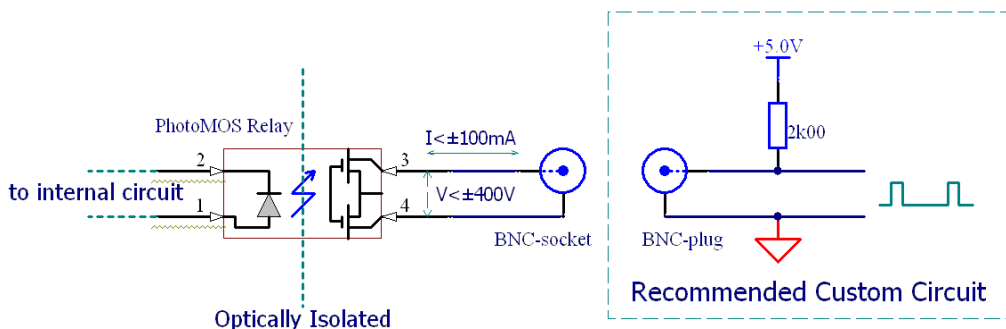 +5.0V
PhotoMOS Relay
I<±100mA
2k00
2
3
to internal circuit
V<±400V
1
4
BNC-socket
BNC-plug
Recommended Custom Circuit
Optically Isolated